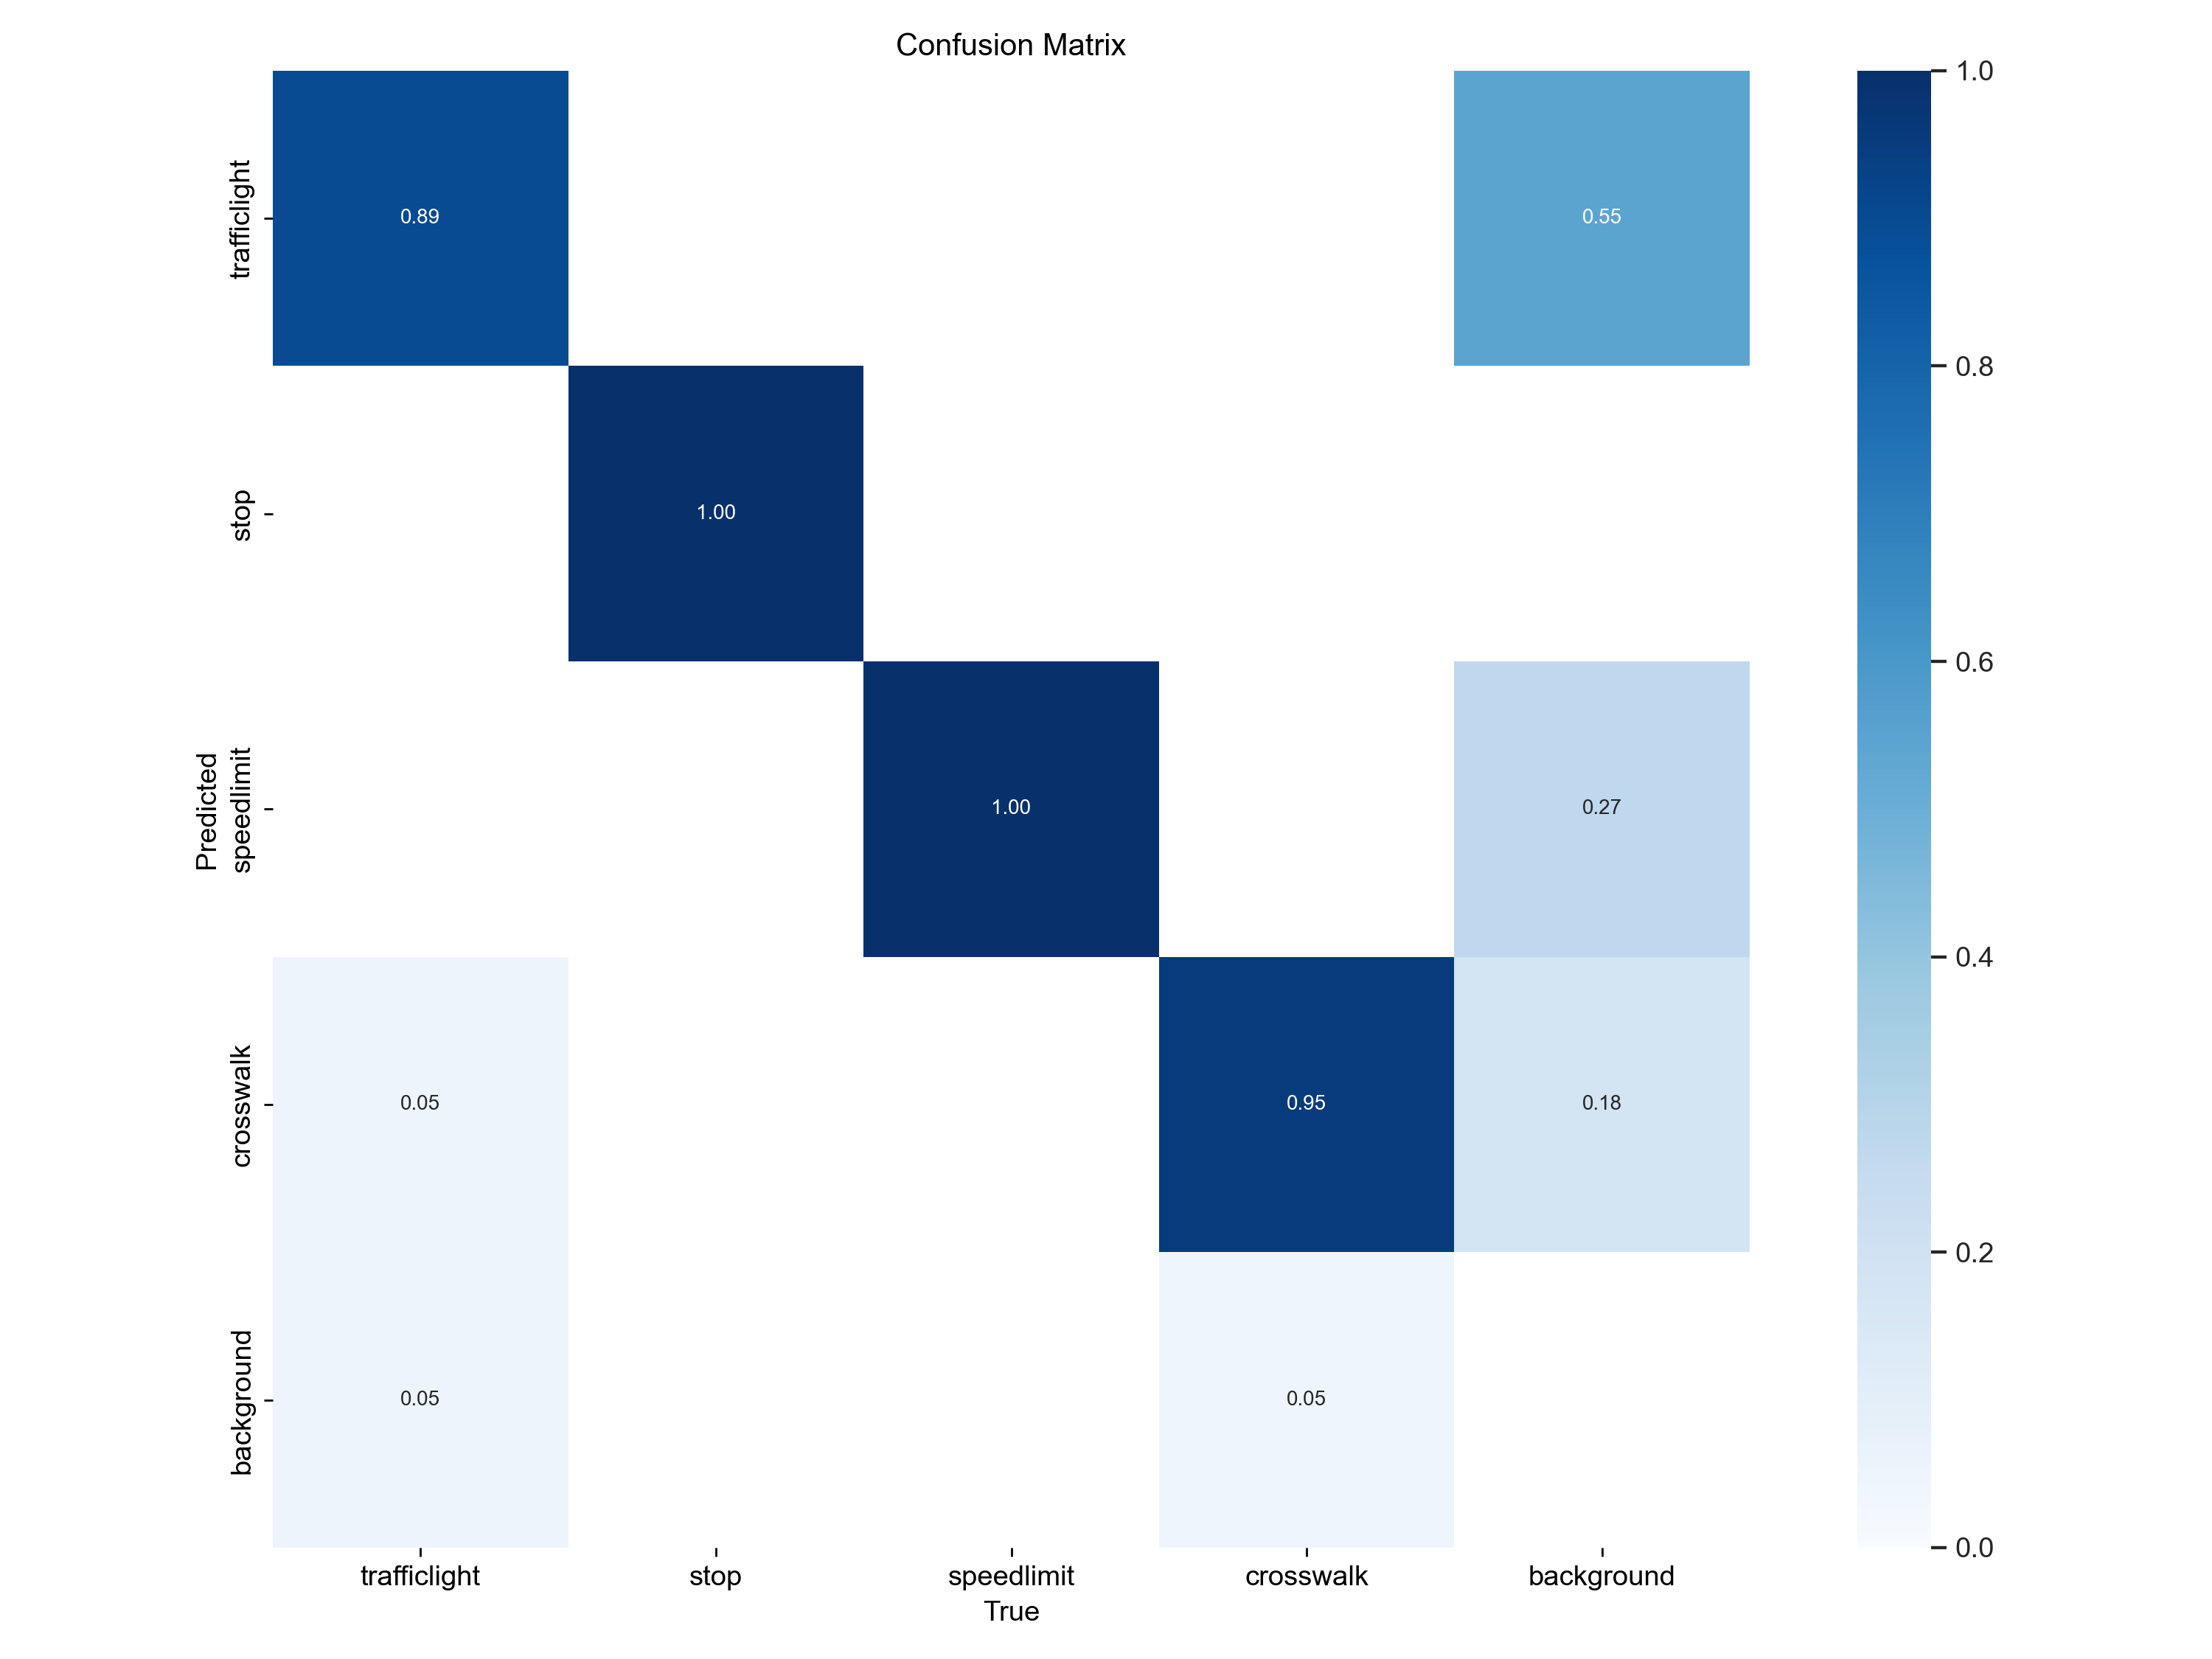 Confusion Matrix
1.0
trafficlight
0.89
0.55
0.8
stop
1.00
0.6
Predicted
speedlimit
1.00
0.27
0.4
crosswalk
0.05
0.95
0.18
0.2
background
0.05
0.05
0.0
trafficlight stop speedlimit crosswalk background
True